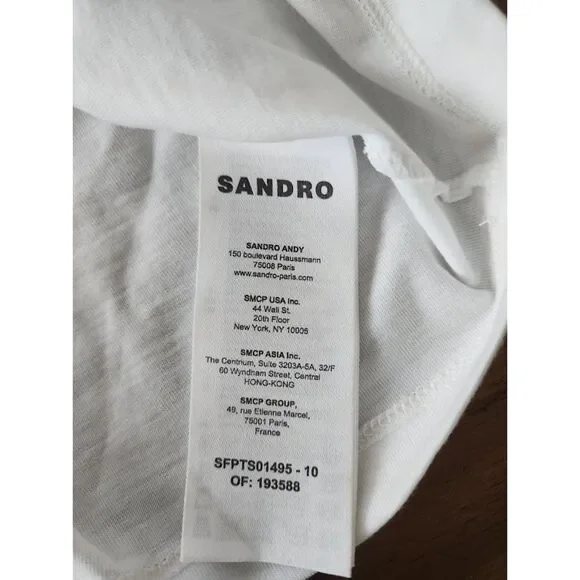 SANDRO
SANDRO ANDY
150 boulevard Haussmann
75008 Paris
www.sandro-paris.com
SMCP USA Inc.
44 Wall St.
20th Floor
New York, NY 10005
SMCP ASIA Inc.
The Centrium, Suite 3203A-5A, 32/F
60 Wyndham Street, Central
HONG-KONG
SMCP GROUP,
49, rue Etienne Marcel,
75001 Paris,
France
SFPTS01495 - 10
OF: 193588